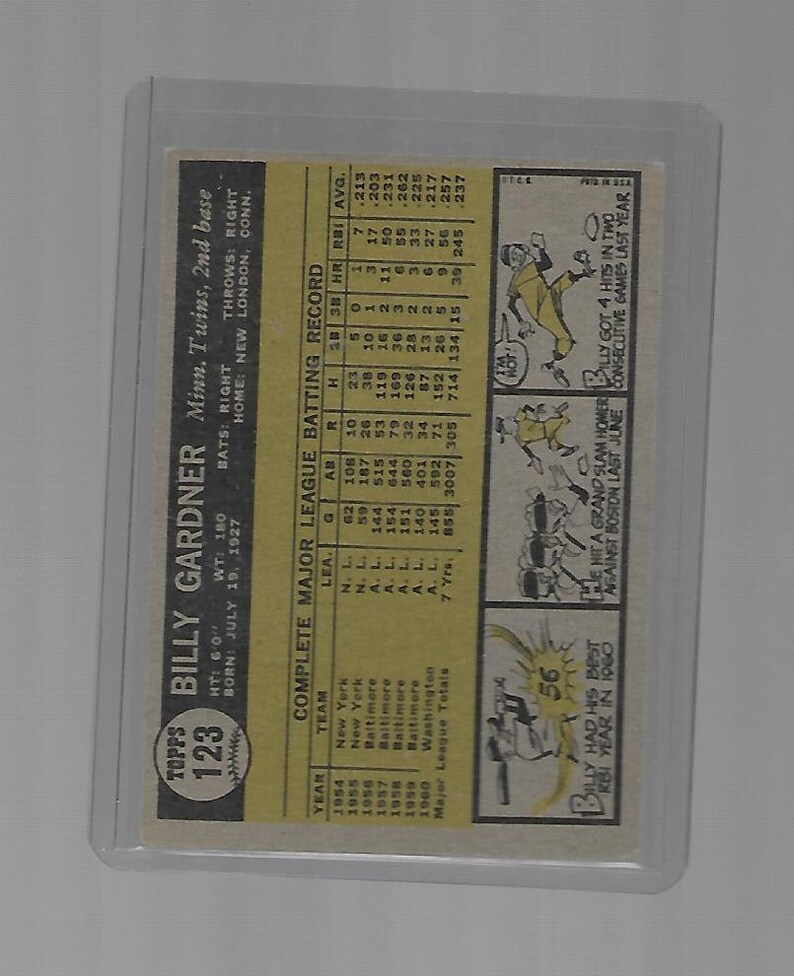 TOPPS
123
BILLY GARDNER Minn. Twins, 2nd base
HT: 6'0" WT: 180 BATS: RIGHT THROWS: RIGHT
BORN: JULY 19, 1927 HOME: NEW LONDON, CONN.
COMPLETE MAJOR LEAGUE BATTING RECORD
YEAR TEAM LEA. G AB R H 2B 3B HR RBI AVG.
1954 New York N. L. 62 108 10 23 5 0 1 7 .213
1955 New York N. L. 59 187 26 38 10 1 3 17 .203
1956 Baltimore A. L. 144 515 53 119 16 2 11 50 .231
1957 Baltimore A. L. 154 644 79 169 36 3 6 55 .262
1958 Baltimore A. L. 151 560 32 126 28 2 3 33 .225
1959 Baltimore A. L. 140 401 34 87 13 2 6 27 .217
1960 Washington A. L. 145 592 71 152 26 5 9 56 .257
Major League Totals 7 Yrs. 855 3007 305 714 134 15 39 245 .237
56
BILLY HAD HIS BEST
RBI YEAR IN 1960
HE HIT A GRAND SLAM HOMER
AGAINST BOSTON LAST JUNE
I'M
HOT!
BILLY GOT 4 HITS IN TWO
CONSECUTIVE GAMES LAST YEAR
© T.C.G. PRTD IN U.S.A.